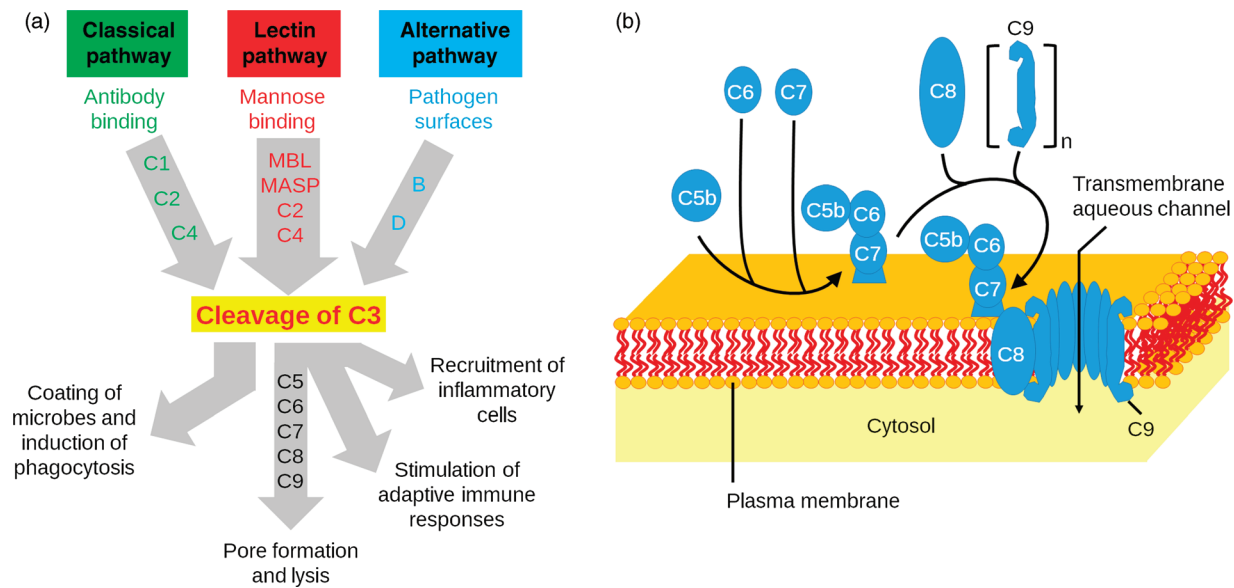 (a)
Classical
pathway
Lectin
pathway
Alternative
pathway
Antibody
binding
Mannose
binding
Pathogen
surfaces
C1
C2
C4
MBL
MASP
C2
C4
B
D
Cleavage of C3
Coating of
microbes and
induction of
phagocytosis
C5
C6
C7
C8
C9
Recruitment of
inflammatory
cells
Stimulation of
adaptive immune
responses
Pore formation
and lysis
(b)
C6
C7
C8
C9
n
C5b
C5b
C6
C7
Transmembrane
aqueous channel
C5b
C6
C7
C8
C9
Cytosol
Plasma membrane